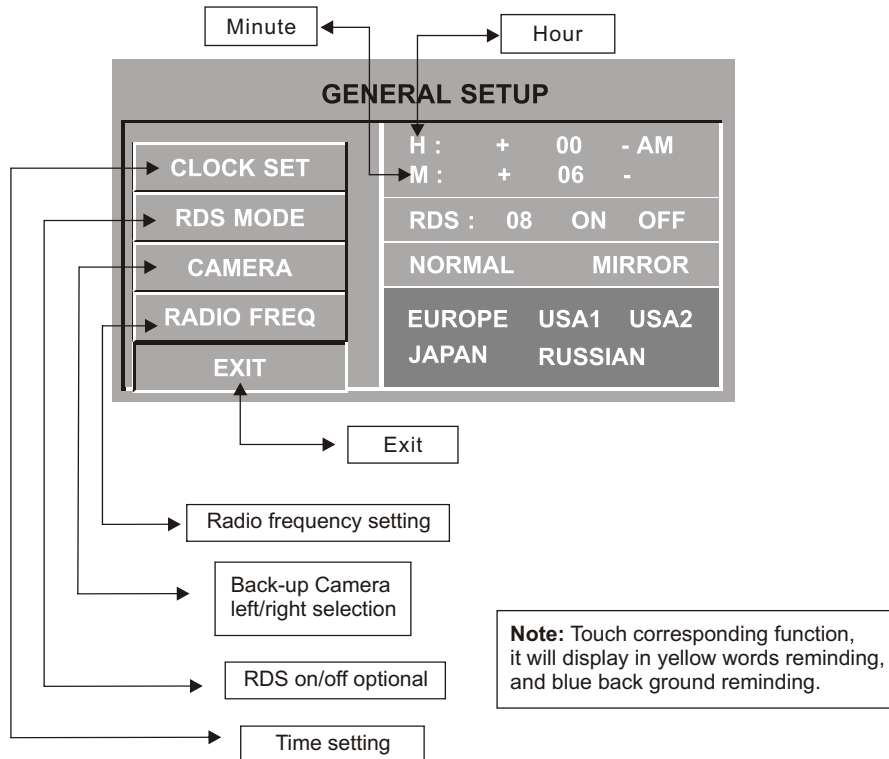 Minute
Hour
GENERAL SETUP
CLOCK SET
H : + 00 - AM
M : + 06 -
RDS MODE
RDS : 08 ON OFF
CAMERA
NORMAL MIRROR
RADIO FREQ
EUROPE USA1 USA2
JAPAN RUSSIAN
EXIT
Exit
Radio frequency setting
Back-up Camera
left/right selection
Note: Touch corresponding function,
it will display in yellow words reminding,
and blue back ground reminding.
RDS on/off optional
Time setting